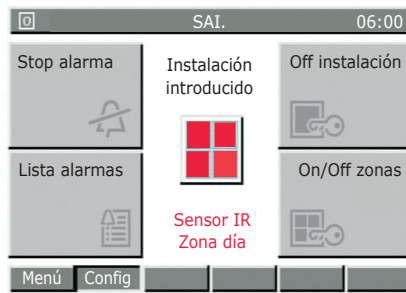 0 SAI. 06:00
Stop alarma
Instalación
introducido
Off instalación
Lista alarmas
On/Off zonas
Sensor IR
Zona día
Menú Config